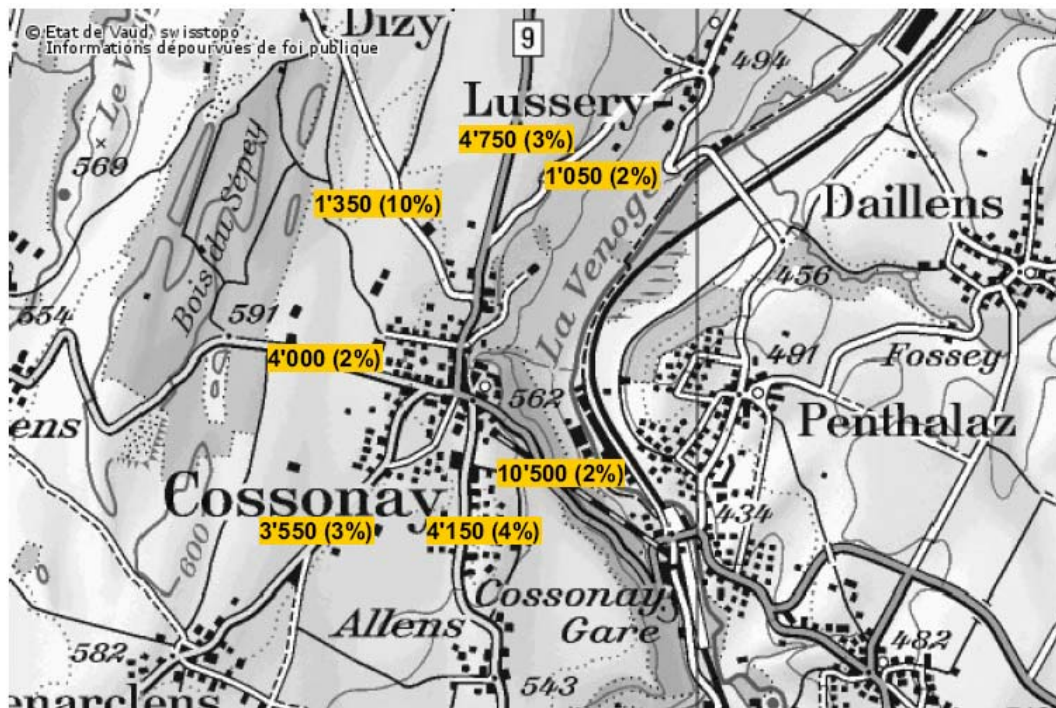 © Etat de Vaud, swisstopo
Informations dépourvues de foi publique
Dizy
9
494
Lussery-
4'750 (3%)
1'050 (2%)
569
Le V
Bois du Sépey
1'350 (10%)
Daillens
La Venoge
456
554
591
4'000 (2%)
491
Fossey
562
ens
Penthalaz
10'500 (2%)
Cossonay
434
3'550 (3%)
4'150 (4%)
600
Cossonay
Gare
Allens
582
482
543
enarclens